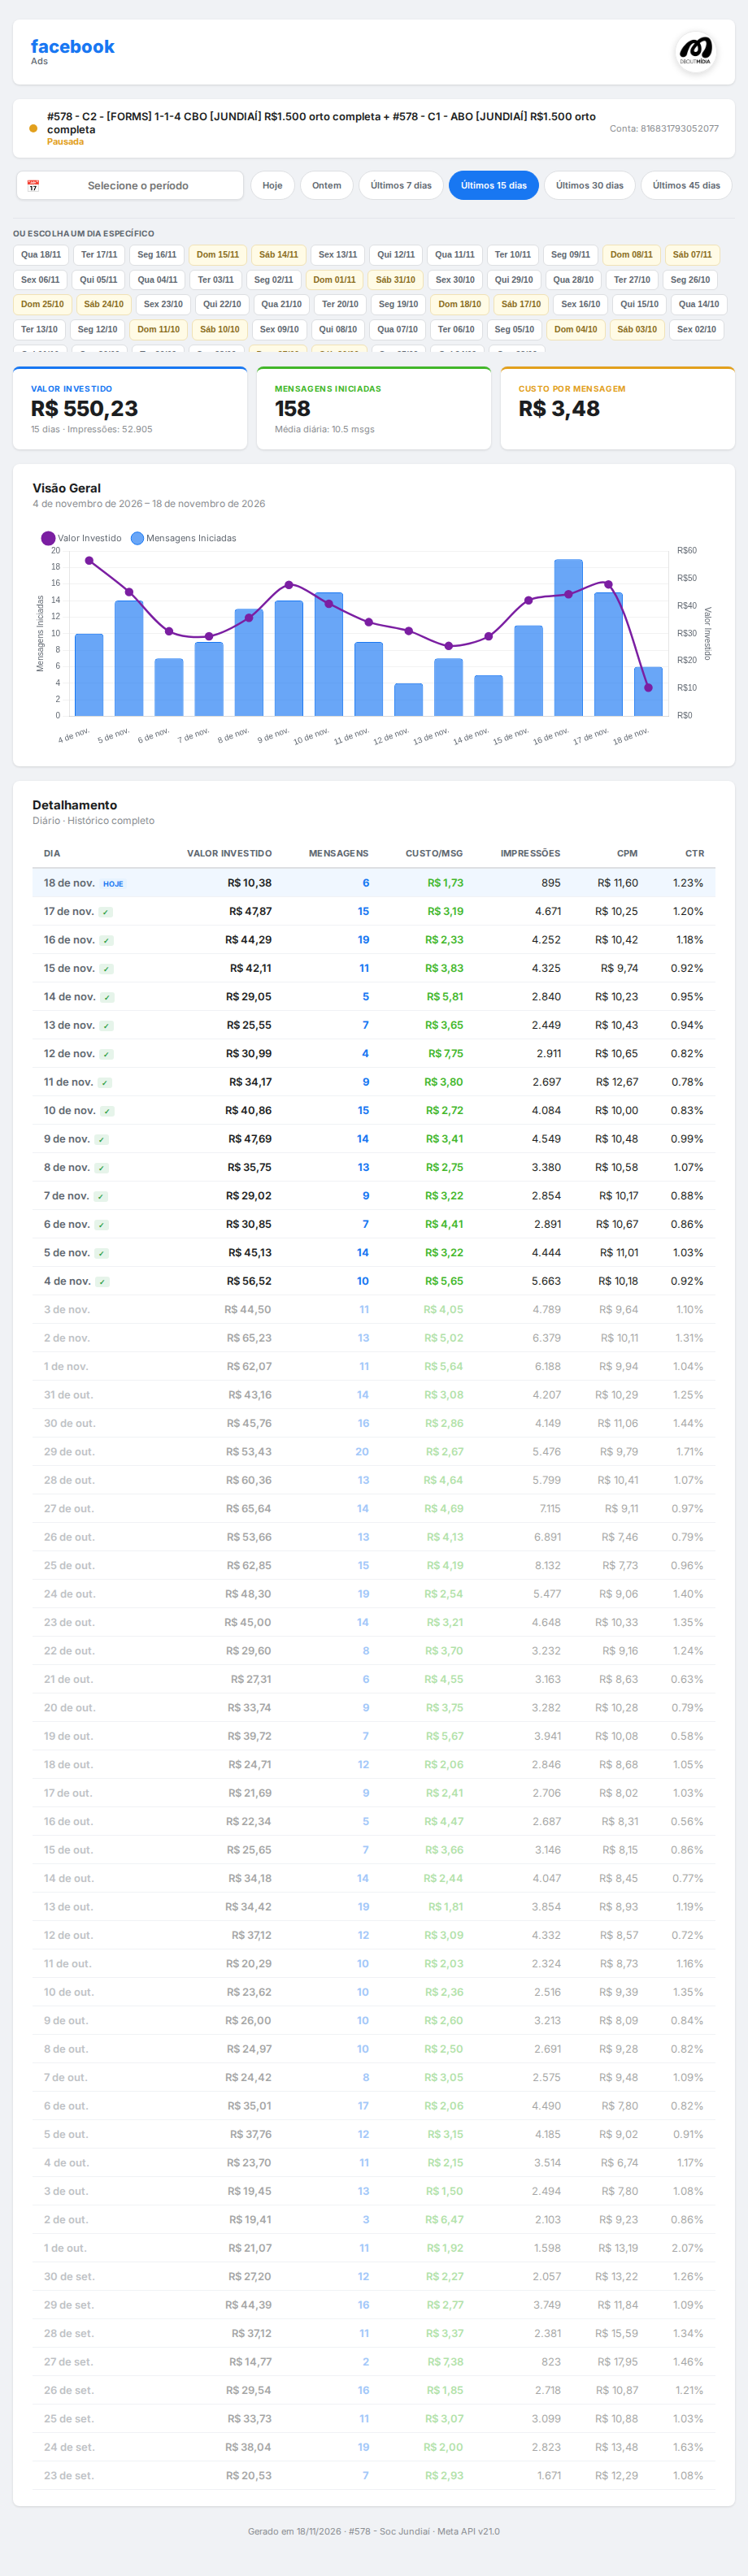 facebook
Ads
DEOUTMÍDIA
#578 - C2 - [FORMS] 1-1-4 CBO [JUNDIAÍ] R$1.500 orto completa + #578 - C1 - ABO [JUNDIAÍ] R$1.500 orto
completa
Pausada
Conta: 816831793052077
Selecione o período
Hoje
Ontem
Últimos 7 dias
Últimos 15 dias
Últimos 30 dias
Últimos 45 dias
OU ESCOLHA UM DIA ESPECÍFICO
Qua 18/11 Ter 17/11 Seg 16/11 Dom 15/11 Sáb 14/11 Sex 13/11 Qui 12/11 Qua 11/11 Ter 10/11 Seg 09/11 Dom 08/11 Sáb 07/11
Sex 06/11 Qui 05/11 Qua 04/11 Ter 03/11 Seg 02/11 Dom 01/11 Sáb 31/10 Sex 30/10 Qui 29/10 Qua 28/10 Ter 27/10 Seg 26/10
Dom 25/10 Sáb 24/10 Sex 23/10 Qui 22/10 Qua 21/10 Ter 20/10 Seg 19/10 Dom 18/10 Sáb 17/10 Sex 16/10 Qui 15/10 Qua 14/10
Ter 13/10 Seg 12/10 Dom 11/10 Sáb 10/10 Sex 09/10 Qui 08/10 Qua 07/10 Ter 06/10 Seg 05/10 Dom 04/10 Sáb 03/10 Sex 02/10
VALOR INVESTIDO
R$ 550,23
15 dias · Impressões: 52.905
MENSAGENS INICIADAS
158
Média diária: 10.5 msgs
CUSTO POR MENSAGEM
R$ 3,48
Visão Geral
4 de novembro de 2026 – 18 de novembro de 2026
Valor Investido Mensagens Iniciadas
Mensagens Iniciadas
20
18
16
14
12
10
8
6
4
2
0
R$60
R$50
R$40
R$30
R$20
R$10
R$0
Valor Investido
4 de nov. 5 de nov. 6 de nov. 7 de nov. 8 de nov. 9 de nov. 10 de nov. 11 de nov. 12 de nov. 13 de nov. 14 de nov. 15 de nov. 16 de nov. 17 de nov. 18 de nov.
Detalhamento
Diário · Histórico completo
DIA VALOR INVESTIDO MENSAGENS CUSTO/MSG IMPRESSÕES CPM CTR
18 de nov. HOJE R$ 10,38 6 R$ 1,73 895 R$ 11,60 1.23%
17 de nov. ✓ R$ 47,87 15 R$ 3,19 4.671 R$ 10,25 1.20%
16 de nov. ✓ R$ 44,29 19 R$ 2,33 4.252 R$ 10,42 1.18%
15 de nov. ✓ R$ 42,11 11 R$ 3,83 4.325 R$ 9,74 0.92%
14 de nov. ✓ R$ 29,05 5 R$ 5,81 2.840 R$ 10,23 0.95%
13 de nov. ✓ R$ 25,55 7 R$ 3,65 2.449 R$ 10,43 0.94%
12 de nov. ✓ R$ 30,99 4 R$ 7,75 2.911 R$ 10,65 0.82%
11 de nov. ✓ R$ 34,17 9 R$ 3,80 2.697 R$ 12,67 0.78%
10 de nov. ✓ R$ 40,86 15 R$ 2,72 4.084 R$ 10,00 0.83%
9 de nov. ✓ R$ 47,69 14 R$ 3,41 4.549 R$ 10,48 0.99%
8 de nov. ✓ R$ 35,75 13 R$ 2,75 3.380 R$ 10,58 1.07%
7 de nov. ✓ R$ 29,02 9 R$ 3,22 2.854 R$ 10,17 0.88%
6 de nov. ✓ R$ 30,85 7 R$ 4,41 2.891 R$ 10,67 0.86%
5 de nov. ✓ R$ 45,13 14 R$ 3,22 4.444 R$ 11,01 1.03%
4 de nov. ✓ R$ 56,52 10 R$ 5,65 5.663 R$ 10,18 0.92%
3 de nov. R$ 44,50 11 R$ 4,05 4.789 R$ 9,64 1.10%
2 de nov. R$ 65,23 13 R$ 5,02 6.379 R$ 10,11 1.31%
1 de nov. R$ 62,07 11 R$ 5,64 6.188 R$ 9,94 1.04%
31 de out. R$ 43,16 14 R$ 3,08 4.207 R$ 10,29 1.25%
30 de out. R$ 45,76 16 R$ 2,86 4.149 R$ 11,06 1.44%
29 de out. R$ 53,43 20 R$ 2,67 5.476 R$ 9,79 1.71%
28 de out. R$ 60,36 13 R$ 4,64 5.799 R$ 10,41 1.07%
27 de out. R$ 65,64 14 R$ 4,69 7.115 R$ 9,11 0.97%
26 de out. R$ 53,66 13 R$ 4,13 6.891 R$ 7,46 0.79%
25 de out. R$ 62,85 15 R$ 4,19 8.132 R$ 7,73 0.96%
24 de out. R$ 48,30 19 R$ 2,54 5.477 R$ 9,06 1.40%
23 de out. R$ 45,00 14 R$ 3,21 4.648 R$ 10,33 1.35%
22 de out. R$ 29,60 8 R$ 3,70 3.232 R$ 9,16 1.24%
21 de out. R$ 27,31 6 R$ 4,55 3.163 R$ 8,63 0.63%
20 de out. R$ 33,74 9 R$ 3,75 3.282 R$ 10,28 0.79%
19 de out. R$ 39,72 7 R$ 5,67 3.941 R$ 10,08 0.58%
18 de out. R$ 24,71 12 R$ 2,06 2.846 R$ 8,68 1.05%
17 de out. R$ 21,69 9 R$ 2,41 2.706 R$ 8,02 1.03%
16 de out. R$ 22,34 5 R$ 4,47 2.687 R$ 8,31 0.56%
15 de out. R$ 25,65 7 R$ 3,66 3.146 R$ 8,15 0.86%
14 de out. R$ 34,18 14 R$ 2,44 4.047 R$ 8,45 0.77%
13 de out. R$ 34,42 19 R$ 1,81 3.854 R$ 8,93 1.19%
12 de out. R$ 37,12 12 R$ 3,09 4.332 R$ 8,57 0.72%
11 de out. R$ 20,29 10 R$ 2,03 2.324 R$ 8,73 1.16%
10 de out. R$ 23,62 10 R$ 2,36 2.516 R$ 9,39 1.35%
9 de out. R$ 26,00 10 R$ 2,60 3.213 R$ 8,09 0.84%
8 de out. R$ 24,97 10 R$ 2,50 2.691 R$ 9,28 0.82%
7 de out. R$ 24,42 8 R$ 3,05 2.575 R$ 9,48 1.09%
6 de out. R$ 35,01 17 R$ 2,06 4.490 R$ 7,80 0.82%
5 de out. R$ 37,76 12 R$ 3,15 4.185 R$ 9,02 0.91%
4 de out. R$ 23,70 11 R$ 2,15 3.514 R$ 6,74 1.17%
3 de out. R$ 19,45 13 R$ 1,50 2.494 R$ 7,80 1.08%
2 de out. R$ 19,41 3 R$ 6,47 2.103 R$ 9,23 0.86%
1 de out. R$ 21,07 11 R$ 1,92 1.598 R$ 13,19 2.07%
30 de set. R$ 27,20 12 R$ 2,27 2.057 R$ 13,22 1.26%
29 de set. R$ 44,39 16 R$ 2,77 3.749 R$ 11,84 1.09%
28 de set. R$ 37,12 11 R$ 3,37 2.381 R$ 15,59 1.34%
27 de set. R$ 14,77 2 R$ 7,38 823 R$ 17,95 1.46%
26 de set. R$ 29,54 16 R$ 1,85 2.718 R$ 10,87 1.21%
25 de set. R$ 33,73 11 R$ 3,07 3.099 R$ 10,88 1.03%
24 de set. R$ 38,04 19 R$ 2,00 2.823 R$ 13,48 1.63%
23 de set. R$ 20,53 7 R$ 2,93 1.671 R$ 12,29 1.08%
Gerado em 18/11/2026 · #578 - Soc Jundiai · Meta API v21.0